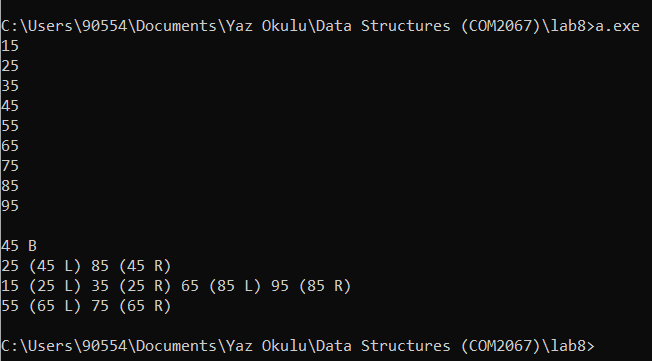 C:\Users\90554\Documents\Yaz Okulu\Data Structures (COM2067)\lab8>a.exe
15
25
35
45
55
65
75
85
95
45 B
25 (45 L) 85 (45 R)
15 (25 L) 35 (25 R) 65 (85 L) 95 (85 R)
55 (65 L) 75 (65 R)
C:\Users\90554\Documents\Yaz Okulu\Data Structures (COM2067)\lab8>